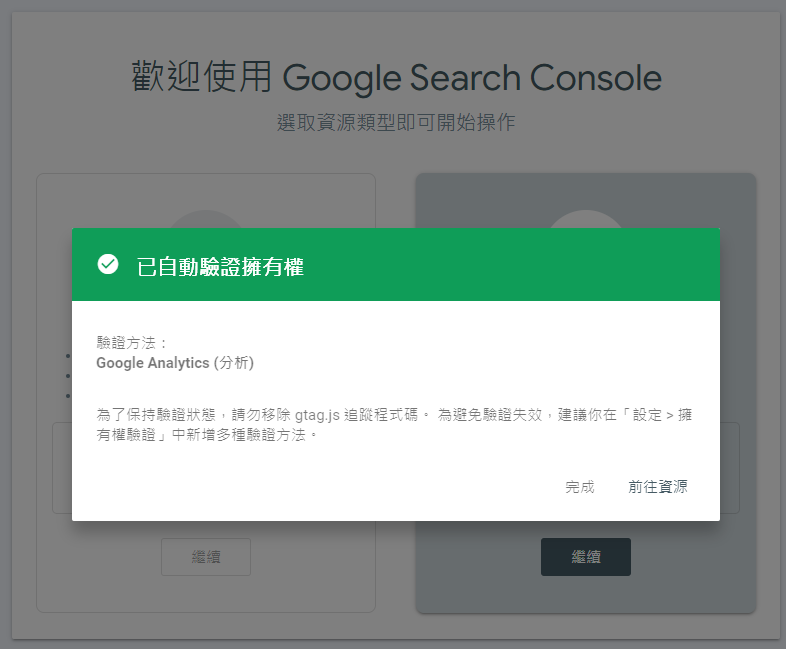 歡迎使用 Google Search Console
選取資源類型即可開始操作
已自動驗證擁有權
驗證方法：
Google Analytics (分析)
為了保持驗證狀態，請勿移除 gtag.js 追蹤程式碼。 為避免驗證失效，建議你在「設定 > 擁
有權驗證」中新增多種驗證方法。
完成 前往資源
繼續 繼續